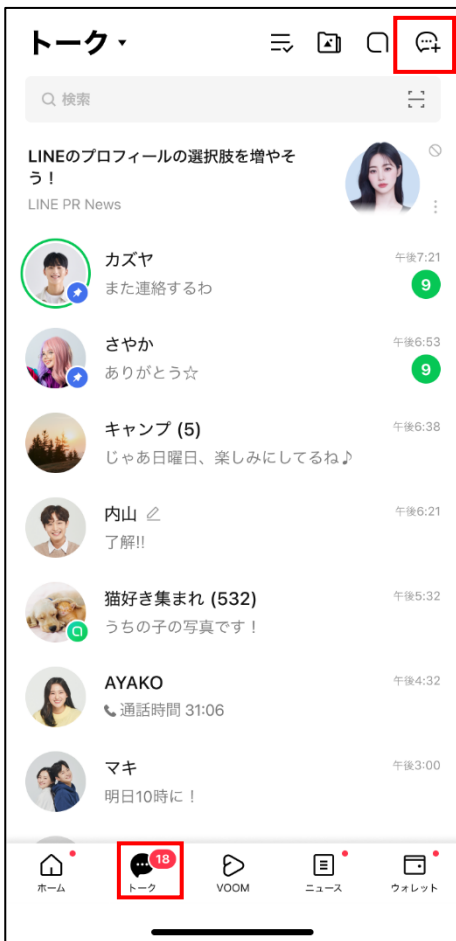 トーク
検索
LINEのプロフィールの選択肢を増やそ
う！
LINE PR News
カズヤ
午後7:21
また連絡するわ
9
さやか
午後6:53
ありがとう☆
9
キャンプ (5)
午後6:38
じゃあ日曜日、楽しみにしてるね♪
内山
午後6:21
了解!!
猫好き集まれ (532)
午後5:32
うちの子の写真です！
AYAKO
午後4:32
通話時間 31:06
マキ
午後3:00
明日10時に！
18
ホーム
トーク
VOOM
ニュース
ウォレット